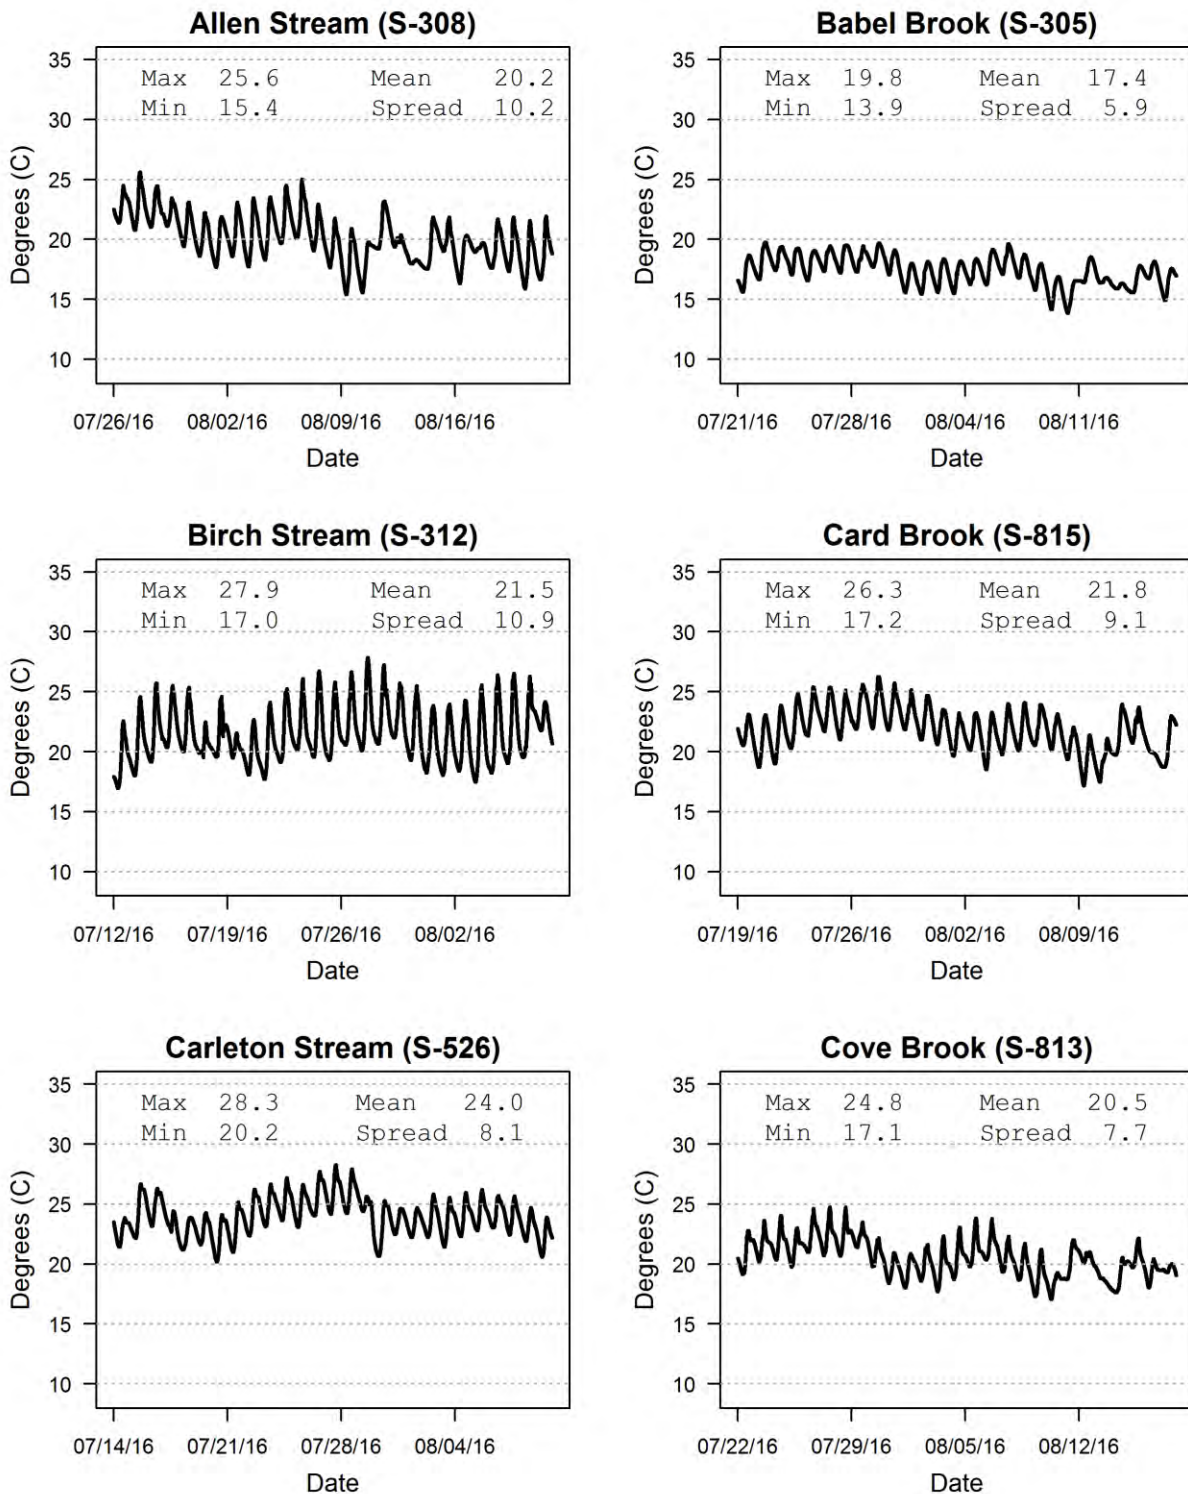 Allen Stream (S-308)
Max 25.6 Mean 20.2
Min 15.4 Spread 10.2
35
30
25
20
15
10
Degrees (C)
07/26/16 08/02/16 08/09/16 08/16/16
Date
Babel Brook (S-305)
Max 19.8 Mean 17.4
Min 13.9 Spread 5.9
35
30
25
20
15
10
Degrees (C)
07/21/16 07/28/16 08/04/16 08/11/16
Date
Birch Stream (S-312)
Max 27.9 Mean 21.5
Min 17.0 Spread 10.9
35
30
25
20
15
10
Degrees (C)
07/12/16 07/19/16 07/26/16 08/02/16
Date
Card Brook (S-815)
Max 26.3 Mean 21.8
Min 17.2 Spread 9.1
35
30
25
20
15
10
Degrees (C)
07/19/16 07/26/16 08/02/16 08/09/16
Date
Carleton Stream (S-526)
Max 28.3 Mean 24.0
Min 20.2 Spread 8.1
35
30
25
20
15
10
Degrees (C)
07/14/16 07/21/16 07/28/16 08/04/16
Date
Cove Brook (S-813)
Max 24.8 Mean 20.5
Min 17.1 Spread 7.7
35
30
25
20
15
10
Degrees (C)
07/22/16 07/29/16 08/05/16 08/12/16
Date